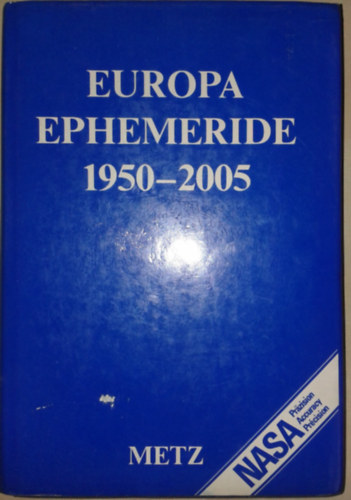 EUROPA
EPHEMERIDE
1950–2005
NASA
Präzision
Accuracy
Précision
METZ